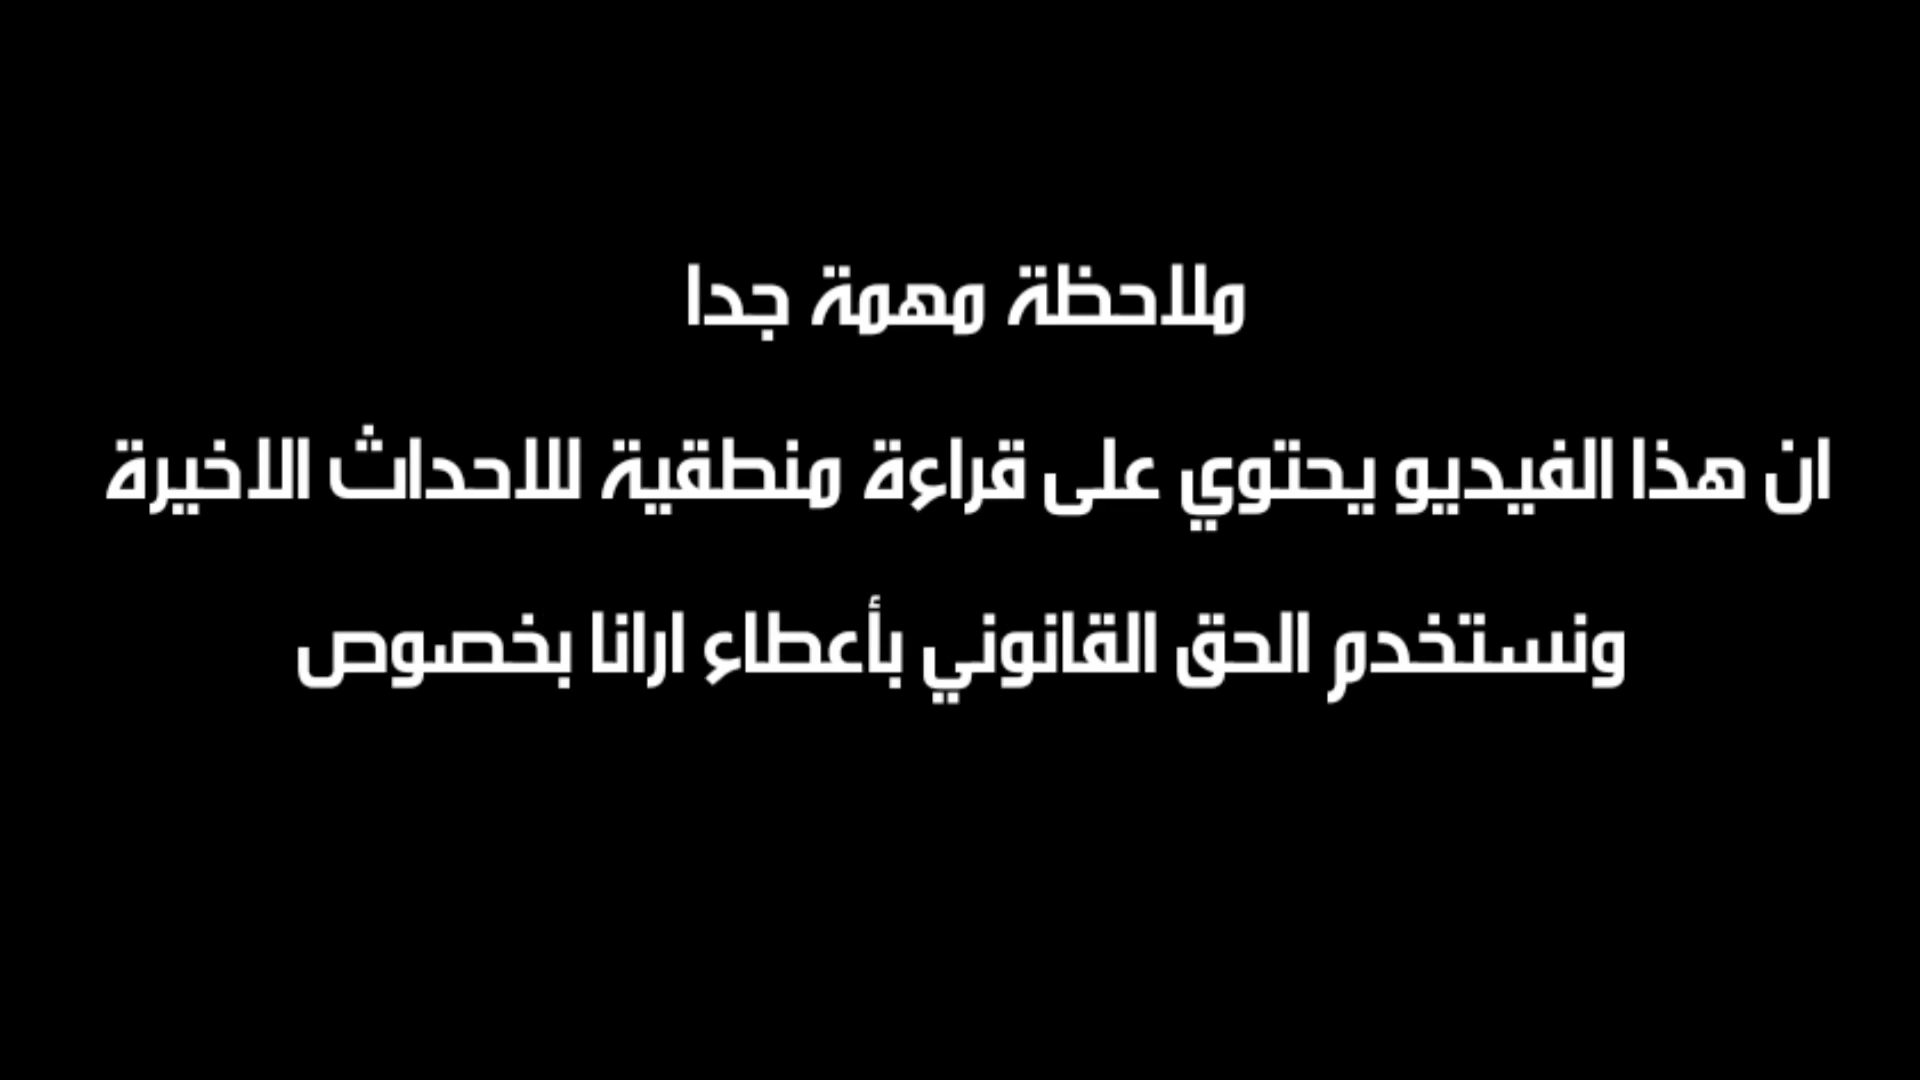 ملاحظة مهمة جدا
ان هذا الفيديو يحتوي على قراءة منطقية للاحداث الاخيرة
ونستخدم الحق القانوني بأعطاء ارانا بخصوص